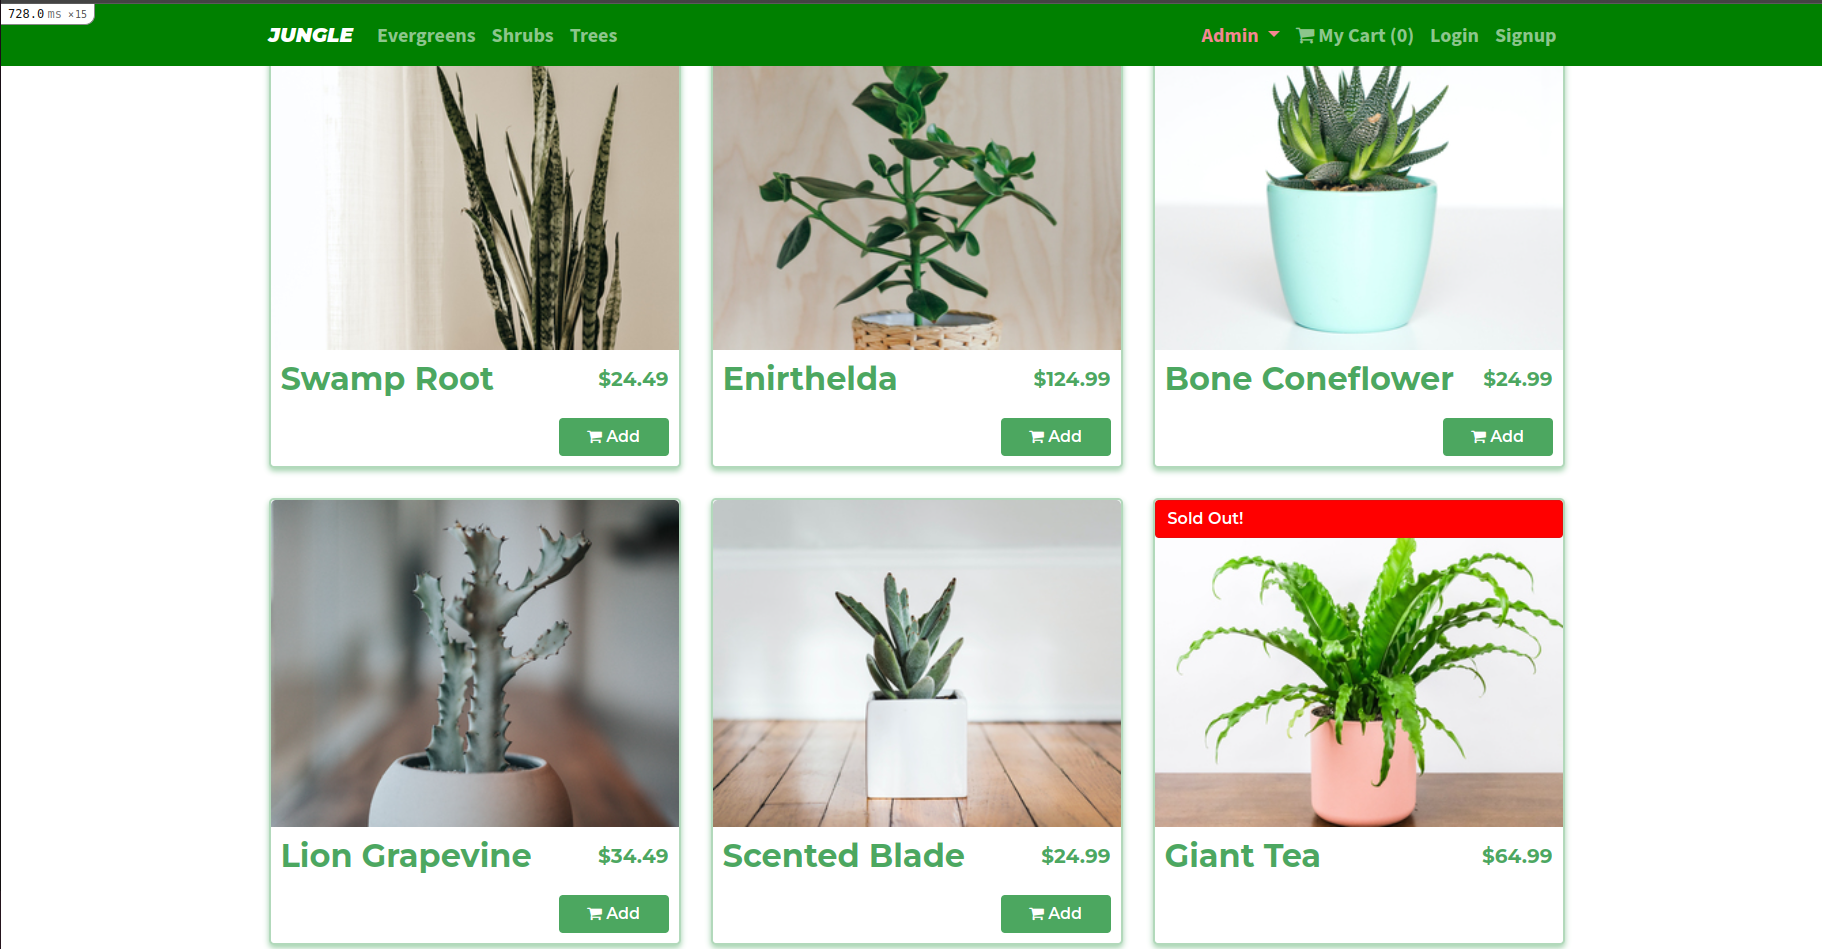 728.0 ms ×15
JUNGLE Evergreens Shrubs Trees Admin My Cart (0) Login Signup
Swamp Root $24.49
Add
Enirthelda $124.99
Add
Bone Coneflower $24.99
Add
Lion Grapevine $34.49
Add
Scented Blade $24.99
Add
Sold Out!
Giant Tea $64.99